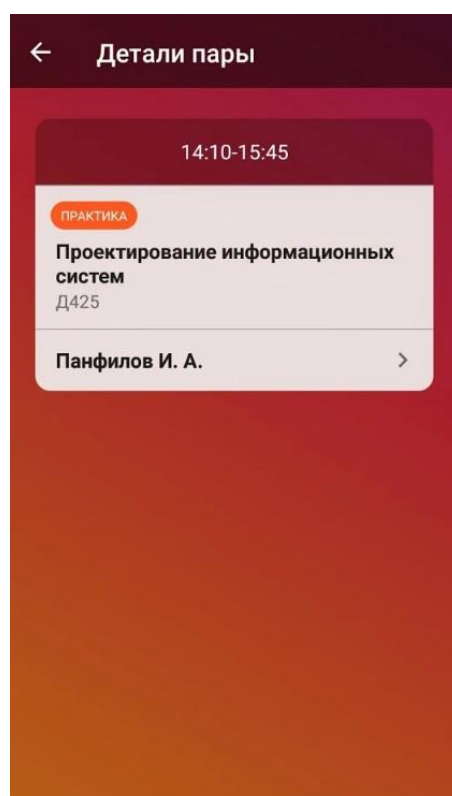 Детали пары
14:10-15:45
ПРАКТИКА
Проектирование информационных
систем
Д425
Панфилов И. А.